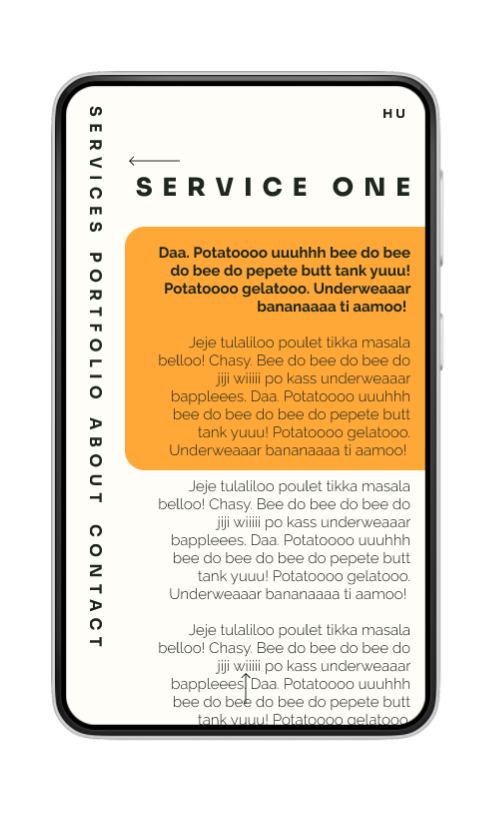 HU
SERVICES PORTFOLIO ABOUT CONTACT
SERVICE ONE
Daa. Potatoooo uuuhhh bee do bee
do bee do pepete butt tank yuuu!
Potatoooo gelatooo. Underweaaar
bananaaaa ti aamoo!
Jeje tulaliloo poulet tikka masala
belloo! Chasy. Bee do bee do bee do
jiji wiiiii po kass underweaaar
bappleees. Daa. Potatoooo uuuhhh
bee do bee do bee do pepete butt
tank yuuu! Potatoooo gelatooo.
Underweaaar bananaaaa ti aamoo!
Jeje tulaliloo poulet tikka masala
belloo! Chasy. Bee do bee do bee do
jiji wiiiii po kass underweaaar
bappleees. Daa. Potatoooo uuuhhh
bee do bee do bee do pepete butt
tank yuuu! Potatoooo gelatooo.
Underweaaar bananaaaa ti aamoo!
Jeje tulaliloo poulet tikka masala
belloo! Chasy. Bee do bee do bee do
jiji wiiiii po kass underweaaar
bappleees. Daa. Potatoooo uuuhhh
bee do bee do bee do pepete butt
tank yuuu! Potatoooo gelatooo.